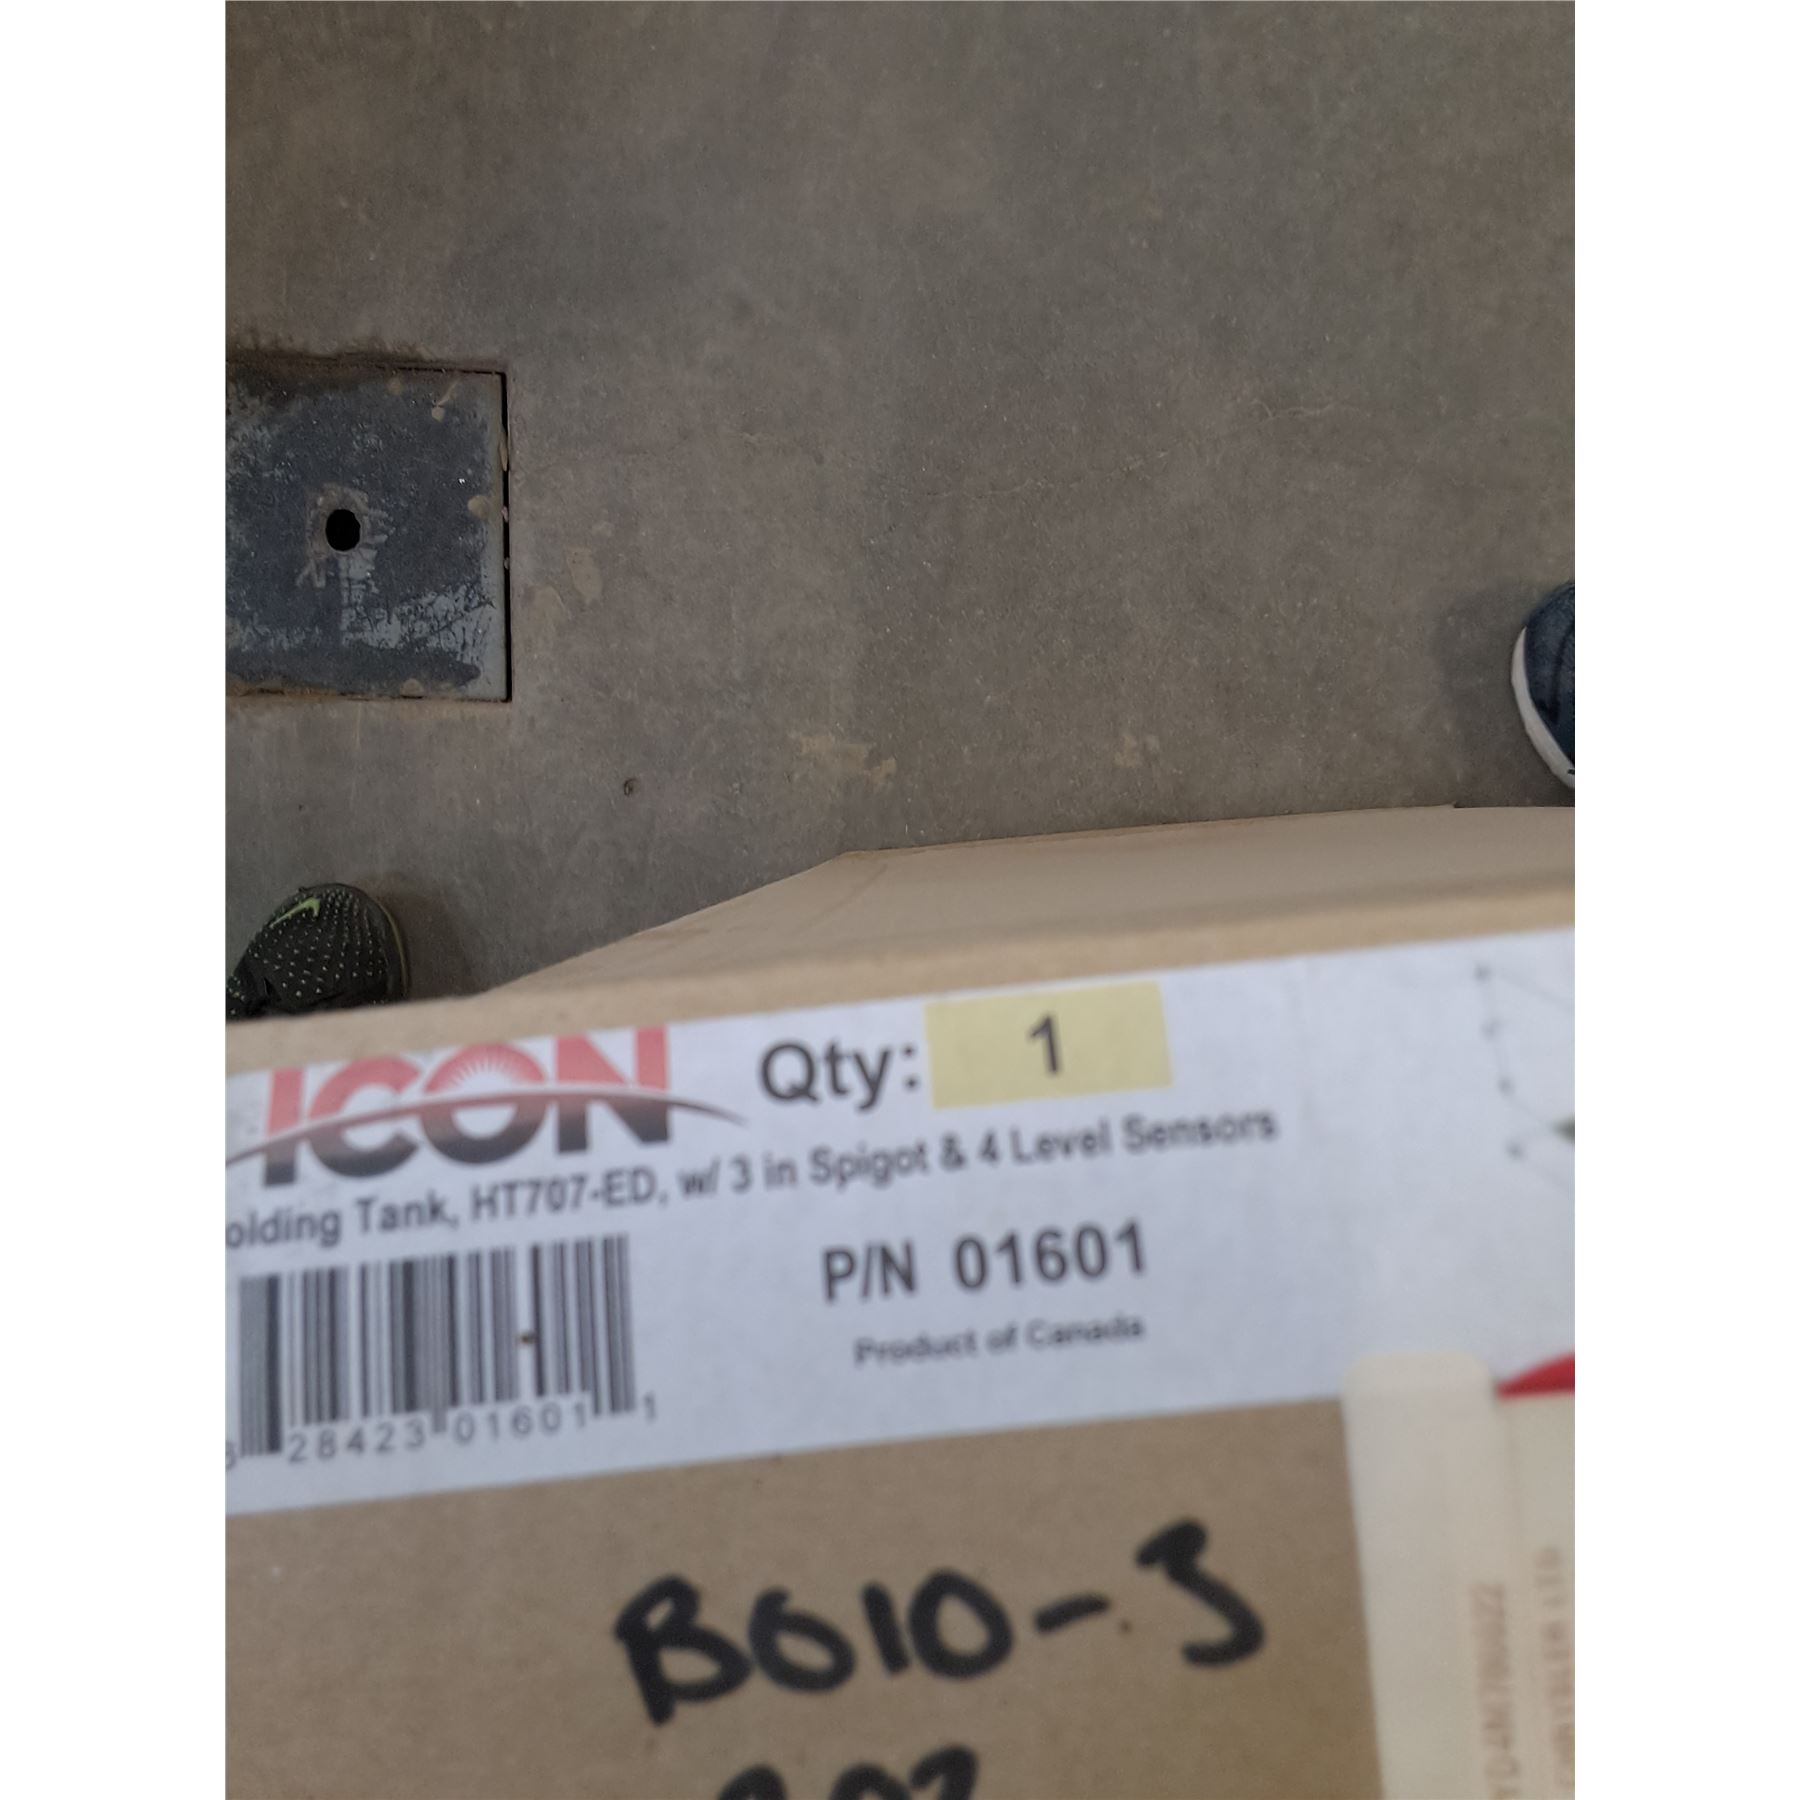 ICON Qty: 1
olding Tank, HT707-ED, w/ 3 in Spigot & 4 Level Sensors
P/N 01601
Product of Canada
28423 01601 1
B010-3